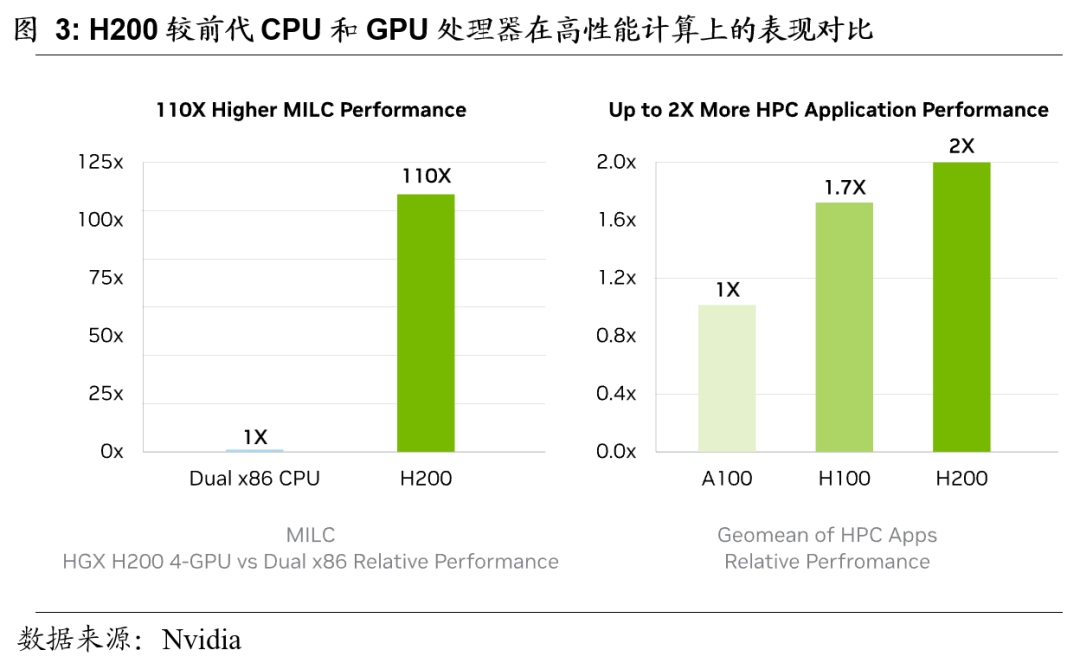 图 3: H200 较前代 CPU 和 GPU 处理器在高性能计算上的表现对比
110X Higher MILC Performance
125x
100x
75x
50x
25x
0x
110X
1X
Dual x86 CPU
H200
MILC
HGX H200 4-GPU vs Dual x86 Relative Performance
Up to 2X More HPC Application Performance
2.0x
1.6x
1.2x
0.8x
0.4x
0.0x
1X
1.7X
2X
A100
H100
H200
Geomean of HPC Apps
Relative Perfromance
数据来源：Nvidia